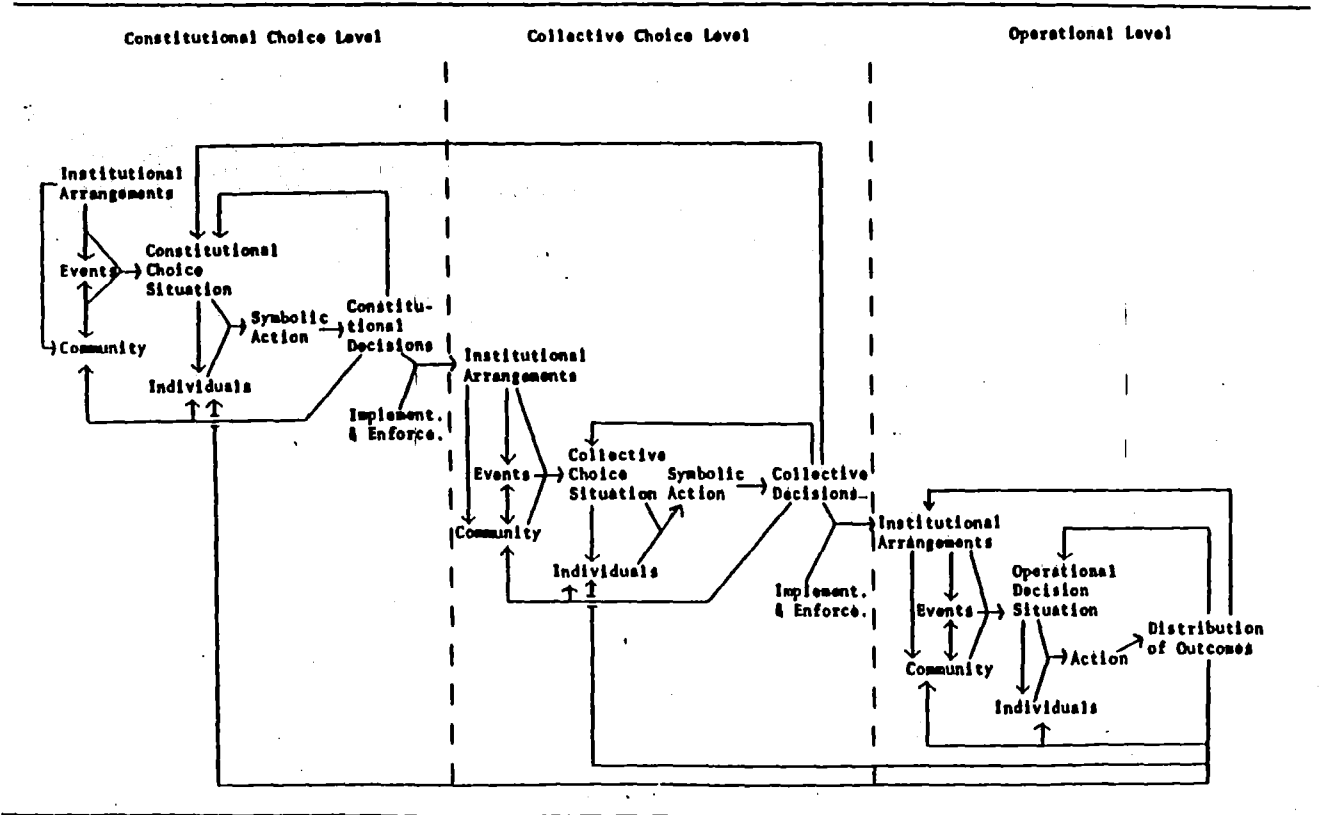 Constitutional Choice Level
Collective Choice Level
Operational Level
Institutional
Arrangements
Constitutional
Choice
Situation
Events
Symbolic
Action
Constitu-
tional
Decisions
Community
Individuals
Implement.
& Enforce.
Institutional
Arrangements
Events
Collective
Choice
Situation
Symbolic
Action
Collective
Decisions
Community
Individuals
Implement.
& Enforce.
Institutional
Arrangements
Events
Operational
Decision
Situation
Community
Action
Distribution
of Outcomes
Individuals